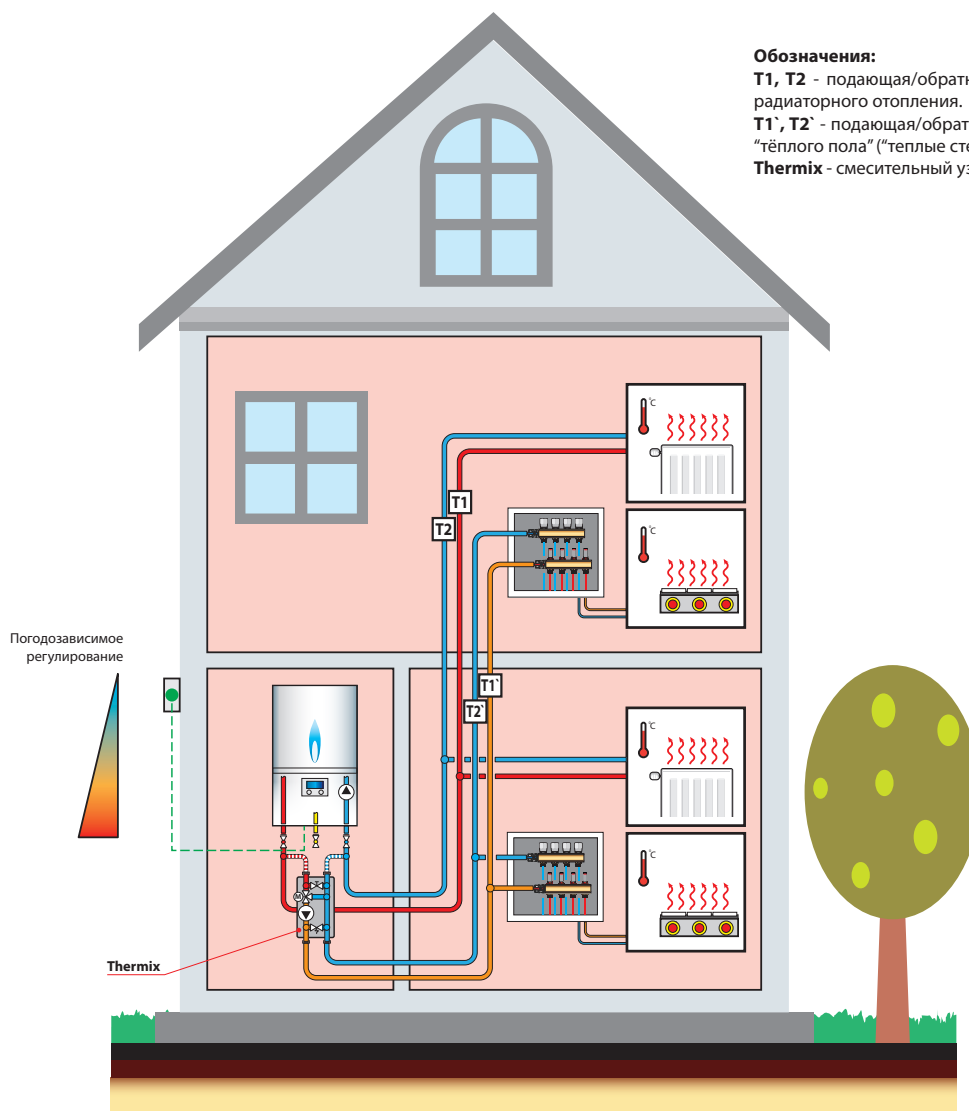 Обозначения:
T1, T2 - подающая/обратн
радиаторного отопления.
T1`, T2` - подающая/обрат
“тёплого пола” (“теплые сте
Thermix - смесительный уз
°C
T1
T2
°C
Погодозависимое
регулирование
T1`
T2`
°C
M
°C
Thermix